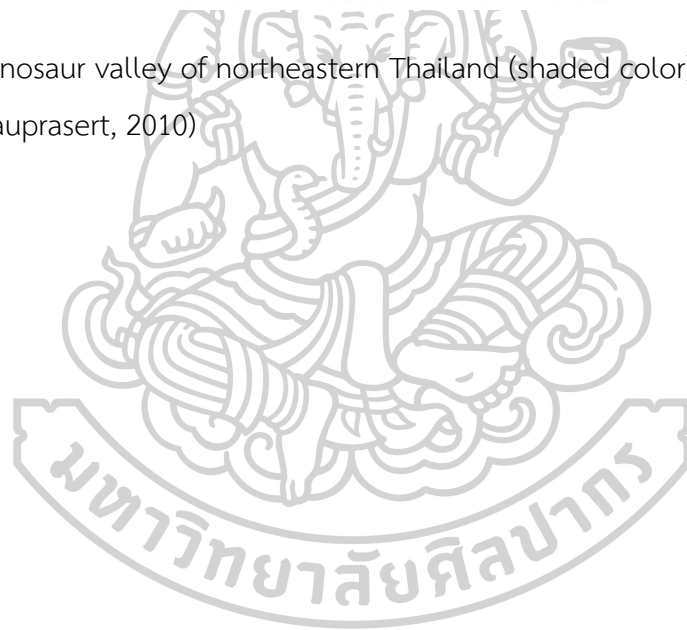 nosaur valley of northeastern Thailand (shaded color)
auprasert, 2010)
มหาวิทยาลัยศิลปากร